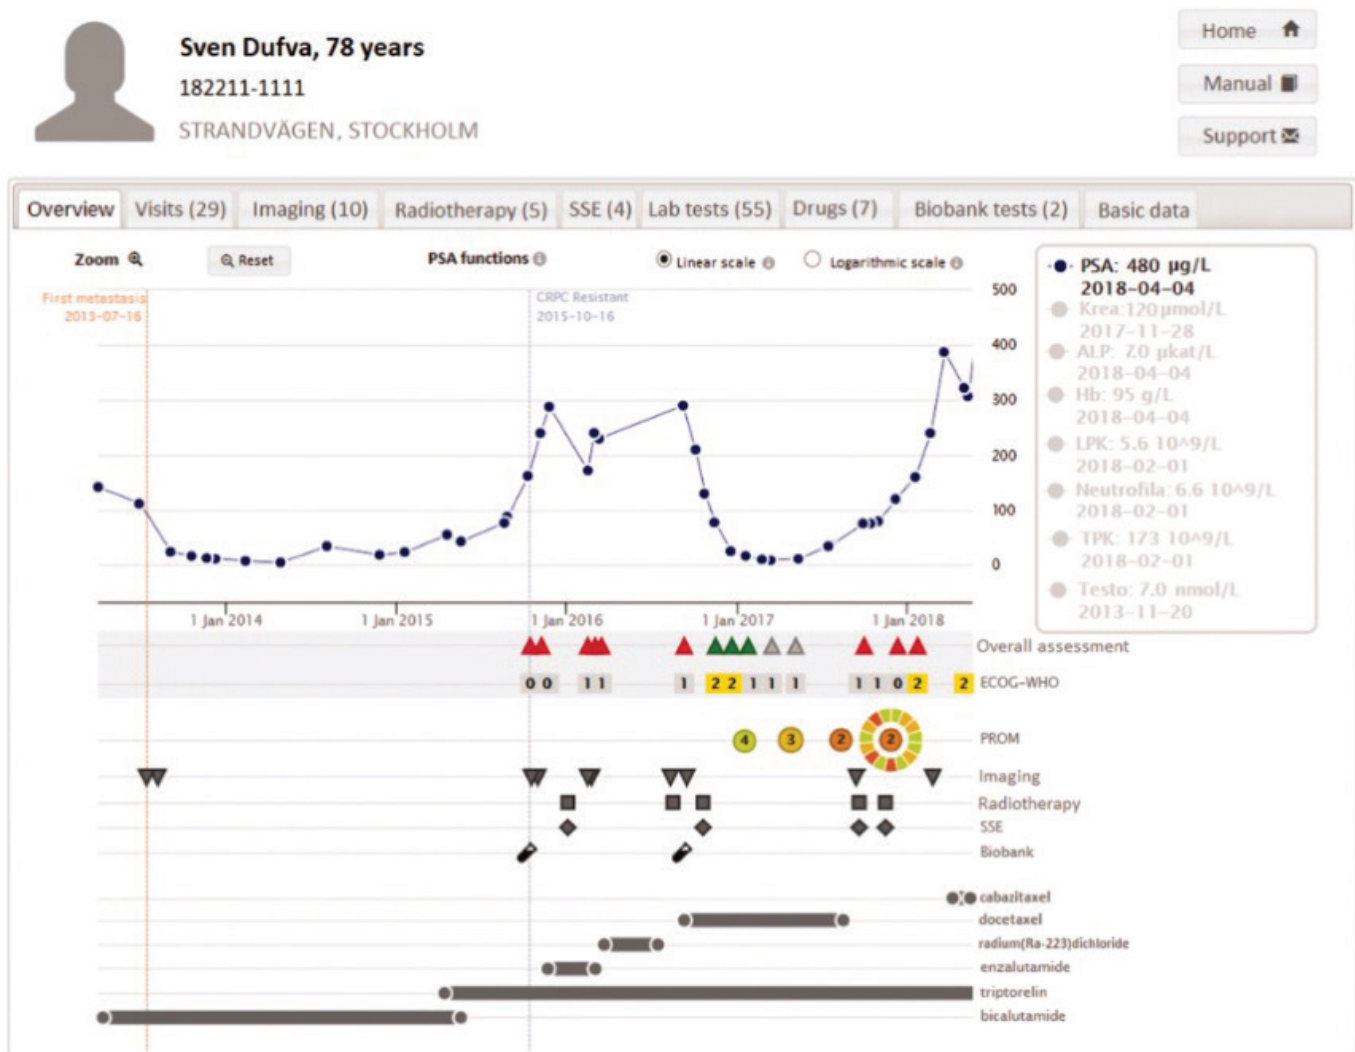 Sven Dufva, 78 years
182211-1111
STRANDVÄGEN, STOCKHOLM
Home
Manual
Support
Overview
Visits (29)
Imaging (10)
Radiotherapy (5)
SSE (4)
Lab tests (55)
Drugs (7)
Biobank tests (2)
Basic data
Zoom
Reset
PSA functions
Linear scale
Logarithmic scale
First metastasis
2013-07-16
CRPC Resistant
2015-10-16
500
400
300
200
100
0
PSA: 480 µg/L
2018-04-04
Krea:120 µmol/L
2017-11-28
ALP: 7.0 µkat/L
2018-04-04
Hb: 95 g/L
2018-04-04
LPK: 5.6 10^9/L
2018-02-01
Neutrofila: 6.6 10^9/L
2018-02-01
TPK: 173 10^9/L
2018-02-01
Testo: 7.0 nmol/L
2013-11-20
1 Jan 2014
1 Jan 2015
1 Jan 2016
1 Jan 2017
1 Jan 2018
Overall assessment
0 0 1 1 1 2 2 1 1 1 1 1 0 2 2 ECOG-WHO
4 3 2 2 PROM
Imaging
Radiotherapy
SSE
Biobank
cabazitaxel
docetaxel
radium(Ra-223)dichloride
enzalutamide
triptorelin
bicalutamide